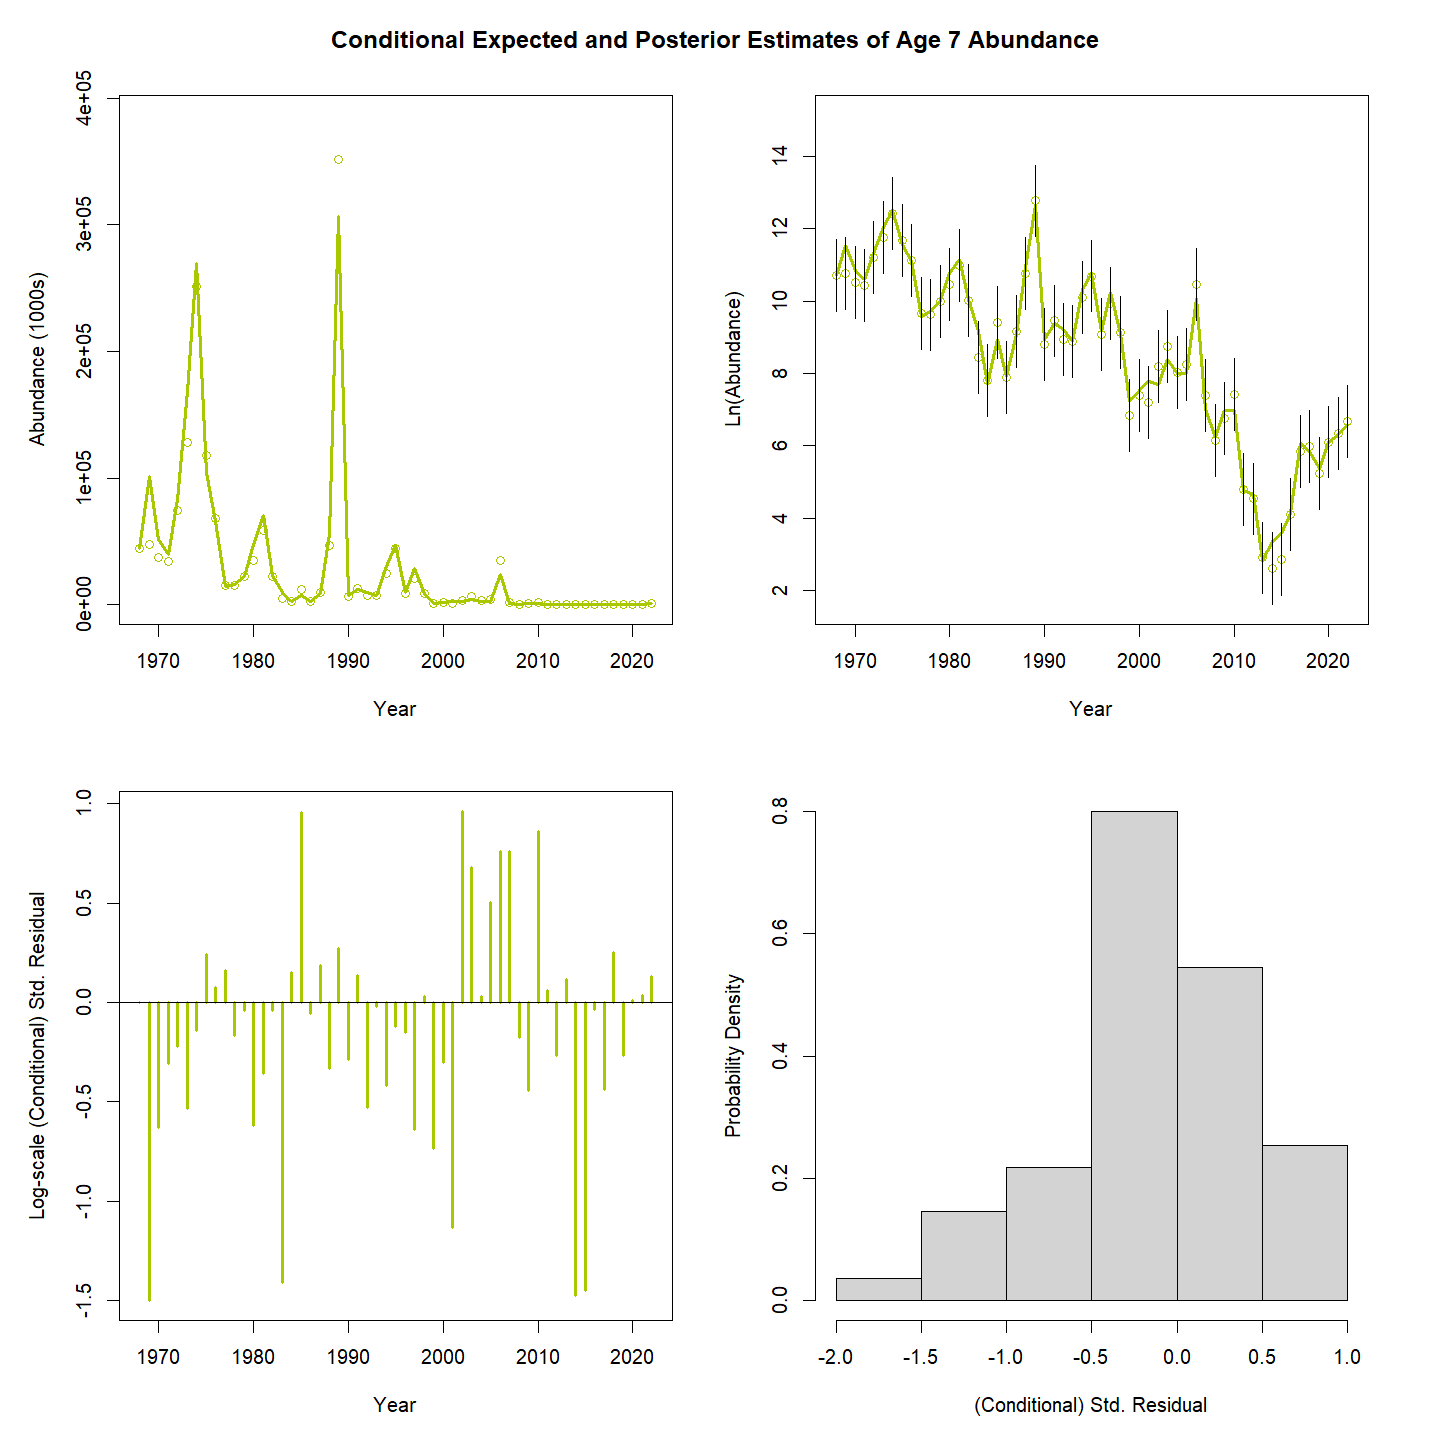 Conditional Expected and Posterior Estimates of Age 7 Abundance
Abundance (1000s)
4e+05
3e+05
2e+05
1e+05
0e+00
1970 1980 1990 2000 2010 2020
Year
Ln(Abundance)
14
12
10
8
6
4
2
1970 1980 1990 2000 2010 2020
Year
Log-scale (Conditional) Std. Residual
1.0
0.5
0.0
-0.5
-1.0
-1.5
1970 1980 1990 2000 2010 2020
Year
Probability Density
0.8
0.6
0.4
0.2
0.0
-2.0 -1.5 -1.0 -0.5 0.0 0.5 1.0
(Conditional) Std. Residual